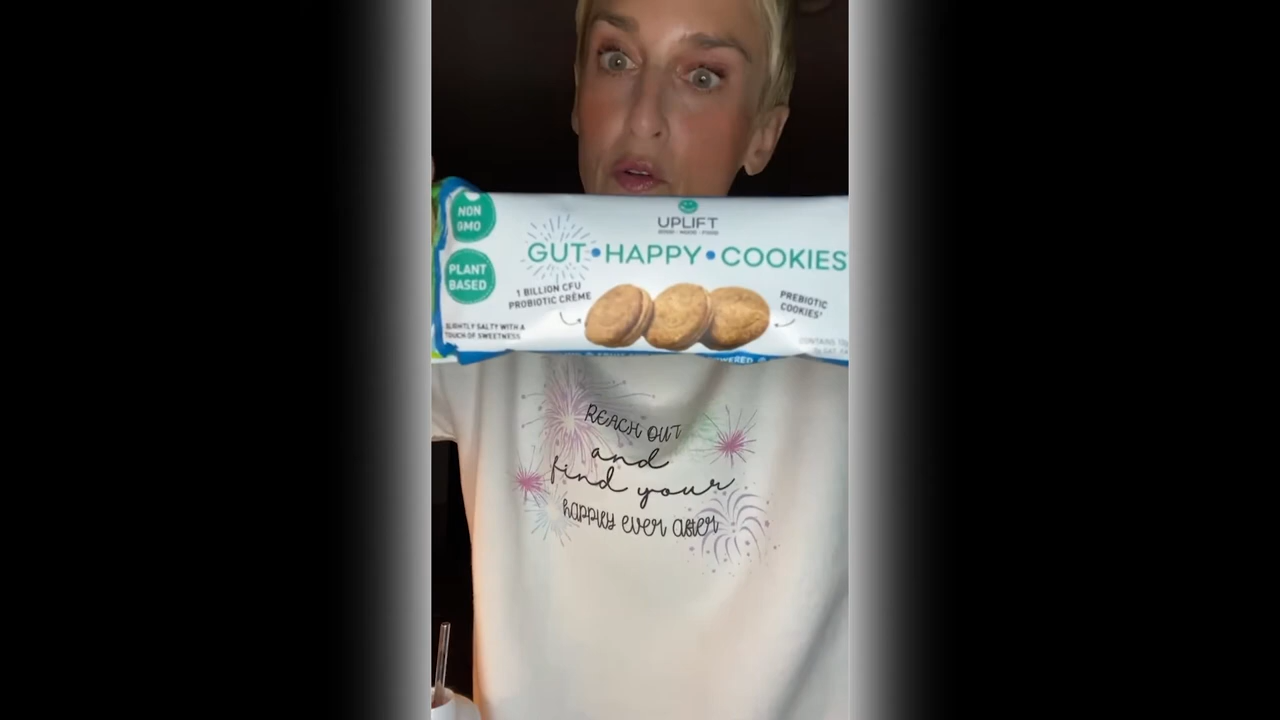 NON
GMO
PLANT
BASED
UPLIFT
GUT•HAPPY•COOKIES
1 BILLION CFU
PROBIOTIC CRÈME
PREBIOTIC
COOKIES
SLIGHTLY SALTY WITH A
TOUCH OF SWEETNESS
CONTAINS
REACH OUT
and
find your
happily ever after